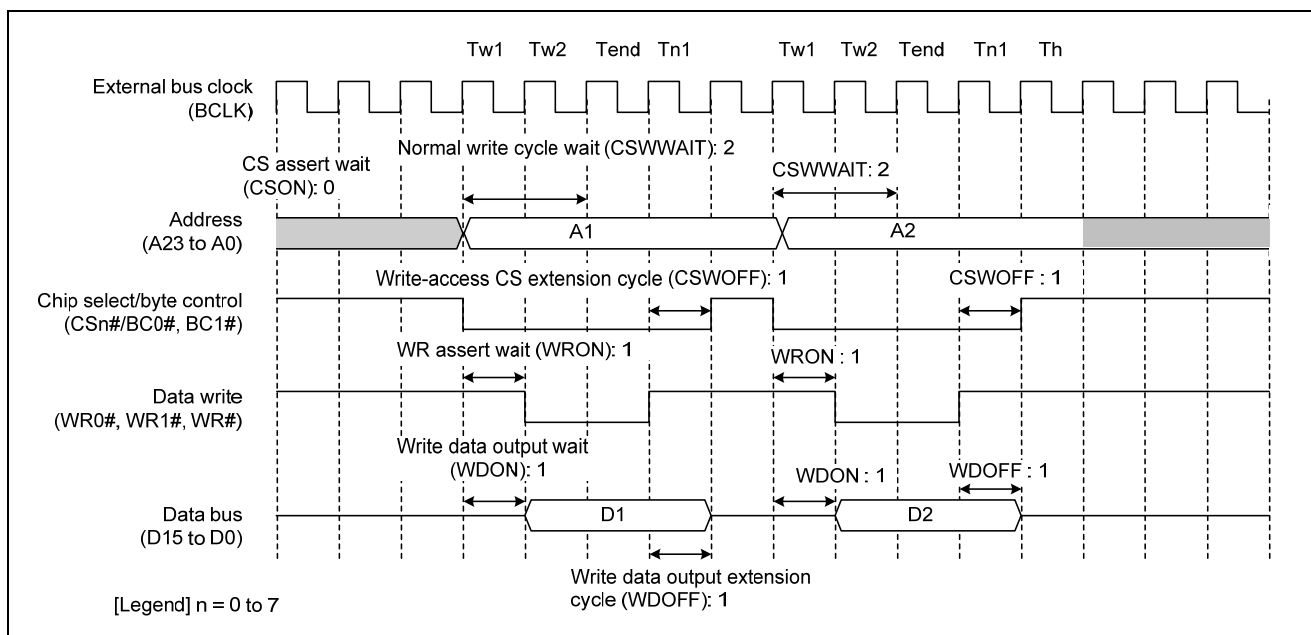 Tw1 Tw2 Tend Tn1 Tw1 Tw2 Tend Tn1 Th
External bus clock
(BCLK)
Normal write cycle wait (CSWWAIT): 2
CS assert wait
(CSON): 0
CSWWAIT: 2
Address
(A23 to A0)
A1
A2
Write-access CS extension cycle (CSWOFF): 1
CSWOFF : 1
Chip select/byte control
(CSn#/BC0#, BC1#)
WR assert wait (WRON): 1
WRON : 1
Data write
(WR0#, WR1#, WR#)
Write data output wait
(WDON): 1
WDON : 1
WDOFF : 1
Data bus
(D15 to D0)
D1
D2
Write data output extension
cycle (WDOFF): 1
[Legend] n = 0 to 7